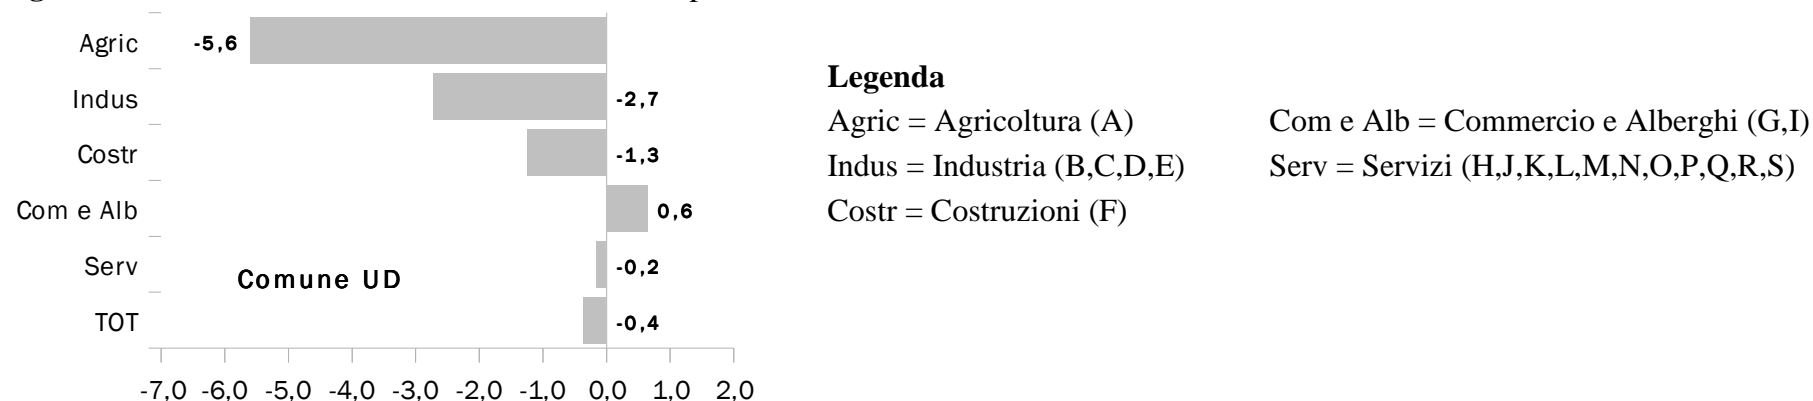 Agric -5,6
Indus -2,7
Costr -1,3
Com e Alb 0,6
Serv -0,2
Comune UD
TOT -0,4
-7,0 -6,0 -5,0 -4,0 -3,0 -2,0 -1,0 0,0 1,0 2,0
Legenda
Agric = Agricoltura (A) Com e Alb = Commercio e Alberghi (G,I)
Indus = Industria (B,C,D,E) Serv = Servizi (H,J,K,L,M,N,O,P,Q,R,S)
Costr = Costruzioni (F)